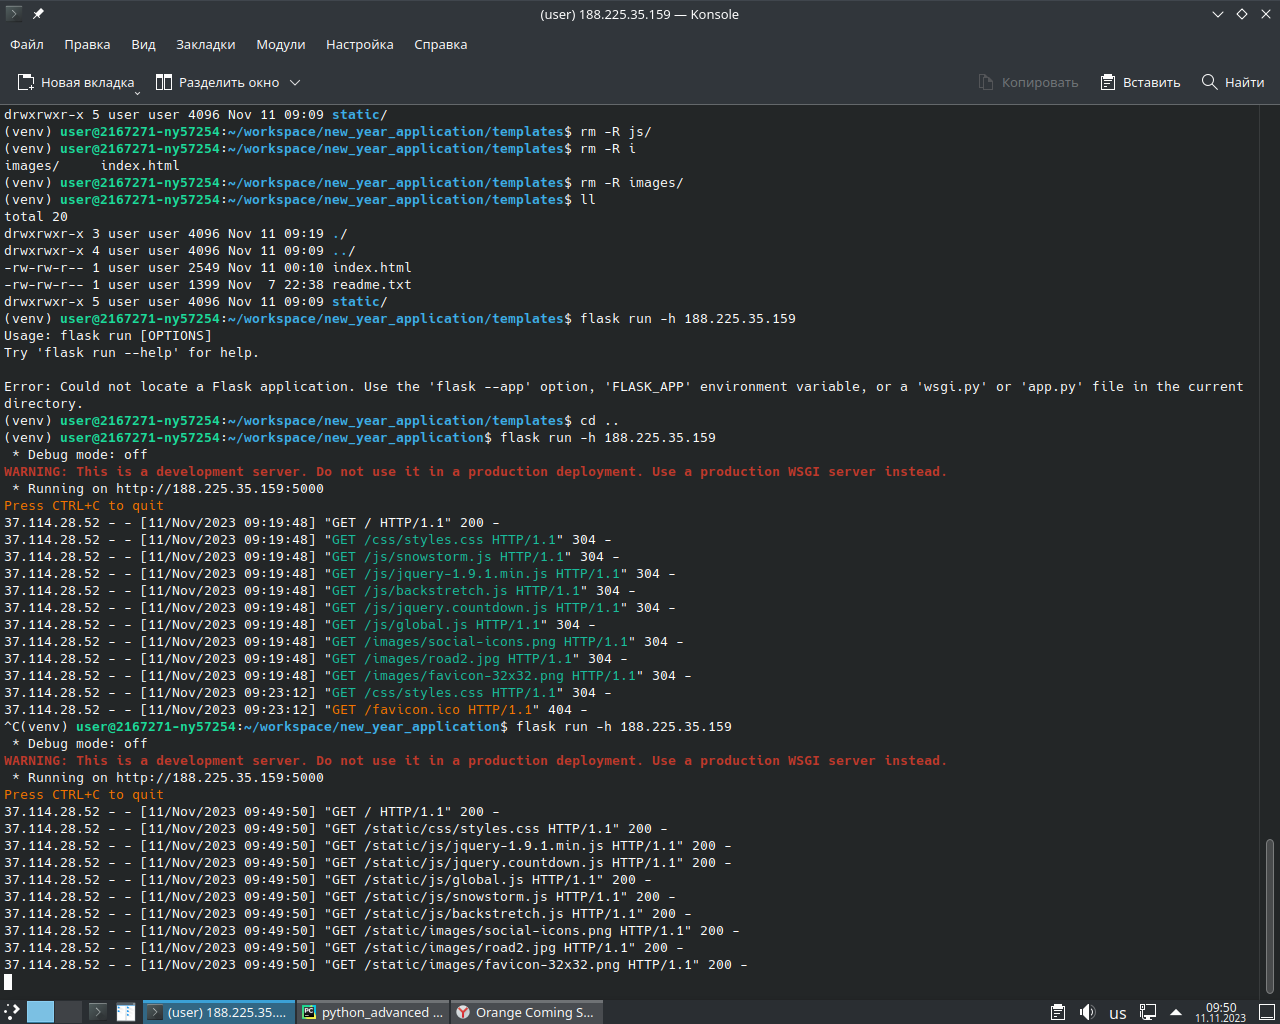 (user) 188.225.35.159 — Konsole
Файл Правка Вид Закладки Модули Настройка Справка
Новая вкладка Разделить окно Копировать Вставить Найти
drwxrwxr-x 5 user user 4096 Nov 11 09:09 static/
(venv) user@2167271-ny57254:~/workspace/new_year_application/templates$ rm -R js/
(venv) user@2167271-ny57254:~/workspace/new_year_application/templates$ rm -R i
images/     index.html
(venv) user@2167271-ny57254:~/workspace/new_year_application/templates$ rm -R images/
(venv) user@2167271-ny57254:~/workspace/new_year_application/templates$ ll
total 20
drwxrwxr-x 3 user user 4096 Nov 11 09:19 ./
drwxrwxr-x 4 user user 4096 Nov 11 09:09 ../
-rw-rw-r-- 1 user user 2549 Nov 11 00:10 index.html
-rw-rw-r-- 1 user user 1399 Nov  7 22:38 readme.txt
drwxrwxr-x 5 user user 4096 Nov 11 09:09 static/
(venv) user@2167271-ny57254:~/workspace/new_year_application/templates$ flask run -h 188.225.35.159
Usage: flask run [OPTIONS]
Try 'flask run --help' for help.

Error: Could not locate a Flask application. Use the 'flask --app' option, 'FLASK_APP' environment variable, or a 'wsgi.py' or 'app.py' file in the current
directory.
(venv) user@2167271-ny57254:~/workspace/new_year_application/templates$ cd ..
(venv) user@2167271-ny57254:~/workspace/new_year_application$ flask run -h 188.225.35.159
 * Debug mode: off
WARNING: This is a development server. Do not use it in a production deployment. Use a production WSGI server instead.
 * Running on http://188.225.35.159:5000
Press CTRL+C to quit
37.114.28.52 - - [11/Nov/2023 09:19:48] "GET / HTTP/1.1" 200 -
37.114.28.52 - - [11/Nov/2023 09:19:48] "GET /css/styles.css HTTP/1.1" 304 -
37.114.28.52 - - [11/Nov/2023 09:19:48] "GET /js/snowstorm.js HTTP/1.1" 304 -
37.114.28.52 - - [11/Nov/2023 09:19:48] "GET /js/jquery-1.9.1.min.js HTTP/1.1" 304 -
37.114.28.52 - - [11/Nov/2023 09:19:48] "GET /js/backstretch.js HTTP/1.1" 304 -
37.114.28.52 - - [11/Nov/2023 09:19:48] "GET /js/jquery.countdown.js HTTP/1.1" 304 -
37.114.28.52 - - [11/Nov/2023 09:19:48] "GET /js/global.js HTTP/1.1" 304 -
37.114.28.52 - - [11/Nov/2023 09:19:48] "GET /images/social-icons.png HTTP/1.1" 304 -
37.114.28.52 - - [11/Nov/2023 09:19:48] "GET /images/road2.jpg HTTP/1.1" 304 -
37.114.28.52 - - [11/Nov/2023 09:19:48] "GET /images/favicon-32x32.png HTTP/1.1" 304 -
37.114.28.52 - - [11/Nov/2023 09:23:12] "GET /css/styles.css HTTP/1.1" 304 -
37.114.28.52 - - [11/Nov/2023 09:23:12] "GET /favicon.ico HTTP/1.1" 404 -
^C(venv) user@2167271-ny57254:~/workspace/new_year_application$ flask run -h 188.225.35.159
 * Debug mode: off
WARNING: This is a development server. Do not use it in a production deployment. Use a production WSGI server instead.
 * Running on http://188.225.35.159:5000
Press CTRL+C to quit
37.114.28.52 - - [11/Nov/2023 09:49:50] "GET / HTTP/1.1" 200 -
37.114.28.52 - - [11/Nov/2023 09:49:50] "GET /static/css/styles.css HTTP/1.1" 200 -
37.114.28.52 - - [11/Nov/2023 09:49:50] "GET /static/js/jquery-1.9.1.min.js HTTP/1.1" 200 -
37.114.28.52 - - [11/Nov/2023 09:49:50] "GET /static/js/jquery.countdown.js HTTP/1.1" 200 -
37.114.28.52 - - [11/Nov/2023 09:49:50] "GET /static/js/global.js HTTP/1.1" 200 -
37.114.28.52 - - [11/Nov/2023 09:49:50] "GET /static/js/snowstorm.js HTTP/1.1" 200 -
37.114.28.52 - - [11/Nov/2023 09:49:50] "GET /static/js/backstretch.js HTTP/1.1" 200 -
37.114.28.52 - - [11/Nov/2023 09:49:50] "GET /static/images/social-icons.png HTTP/1.1" 200 -
37.114.28.52 - - [11/Nov/2023 09:49:50] "GET /static/images/road2.jpg HTTP/1.1" 200 -
37.114.28.52 - - [11/Nov/2023 09:49:50] "GET /static/images/favicon-32x32.png HTTP/1.1" 200 -
(user) 188.225.35.... PC python_advanced ... Orange Coming S... us 09:50
11.11.2023